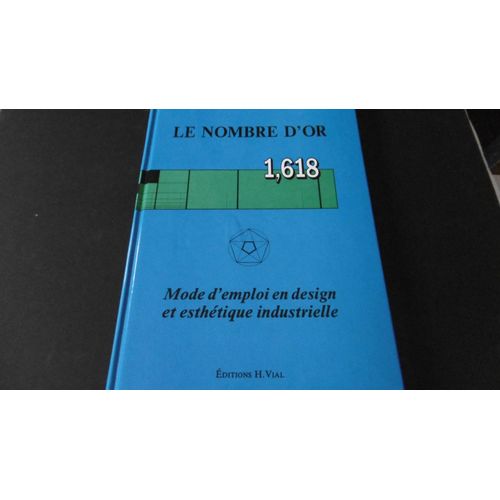 LE NOMBRE D'OR
1,618
Mode d'emploi en design
et esthétique industrielle
ÉDITIONS H. VIAL